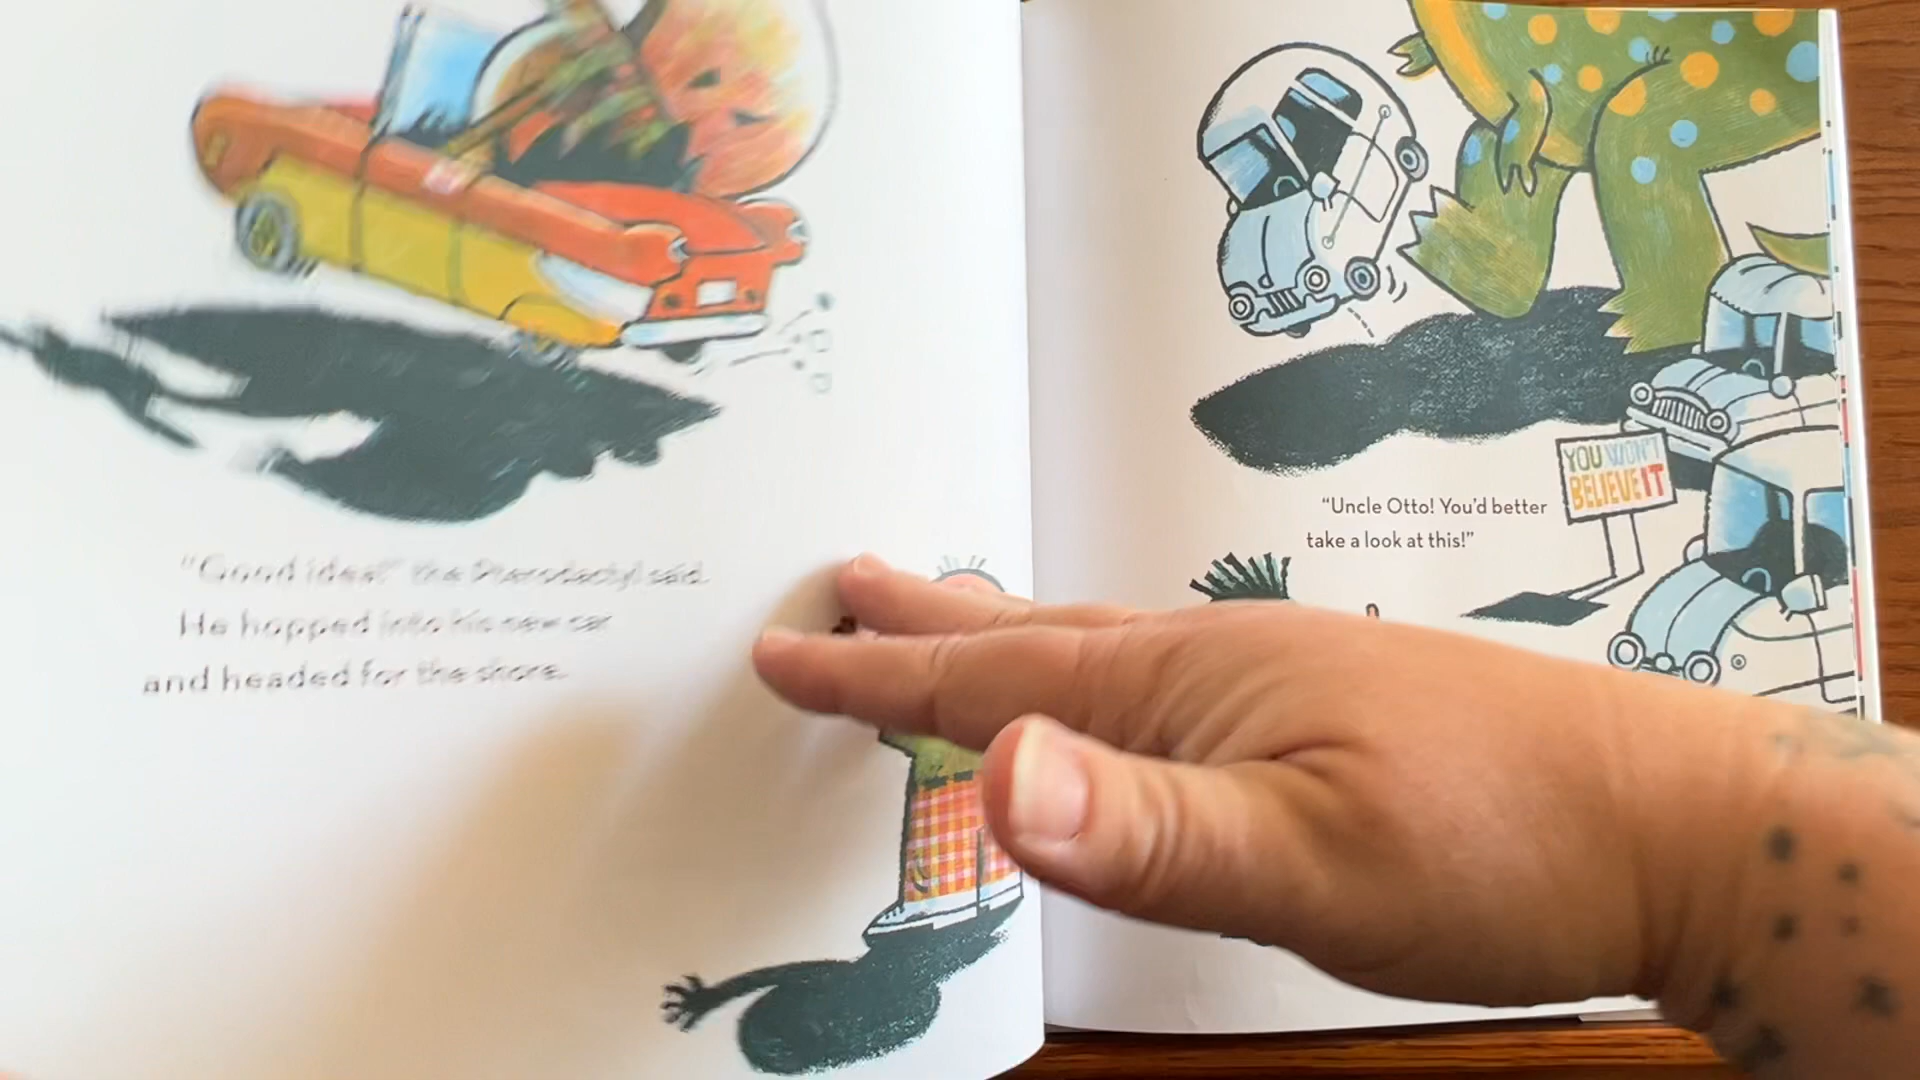 "Good idea!" the Pterodactyl said.
He hopped into his new car
and headed for the shore.
"Uncle Otto! You'd better
take a look at this!"
YOU WON'T
BELIEVE IT